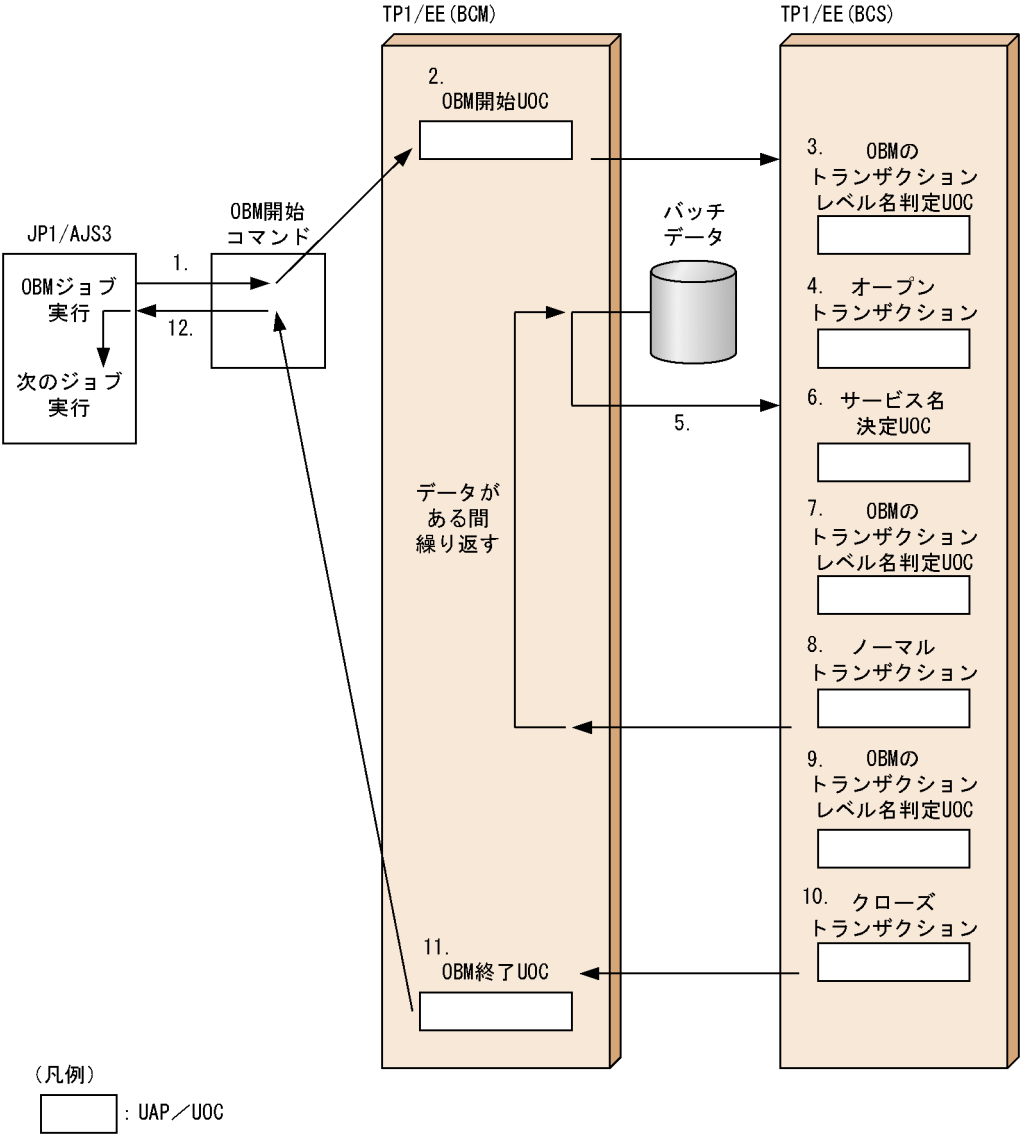 TP1/EE(BCM)
TP1/EE(BCS)
2.
OBM開始UOC
3. OBMの
トランザクション
レベル名判定UOC
バッチ
データ
OBM開始
コマンド
JP1/AJS3
1.
OBMジョブ
実行
12.
次のジョブ
実行
4. オープン
トランザクション
5.
6. サービス名
決定UOC
データが
ある間
繰り返す
7. OBMの
トランザクション
レベル名判定UOC
8. ノーマル
トランザクション
9. OBMの
トランザクション
レベル名判定UOC
10. クローズ
トランザクション
11.
OBM終了UOC
(凡例)
: UAP/UOC